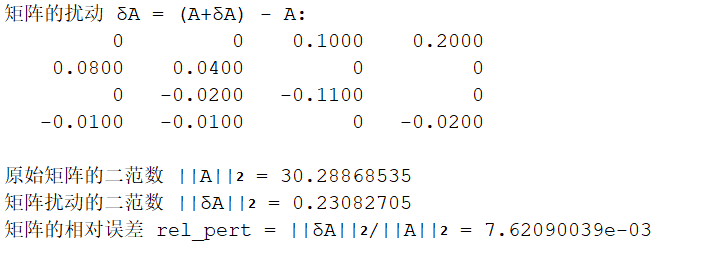 矩阵的扰动 δA = (A+δA) - A:
0 0 0.1000 0.2000
0.0800 0.0400 0 0
0 -0.0200 -0.1100 0
-0.0100 -0.0100 0 -0.0200
原始矩阵的二范数 ||A||₂ = 30.28868535
矩阵扰动的二范数 ||δA||₂ = 0.23082705
矩阵的相对误差 rel_pert = ||δA||₂/||A||₂ = 7.62090039e-03